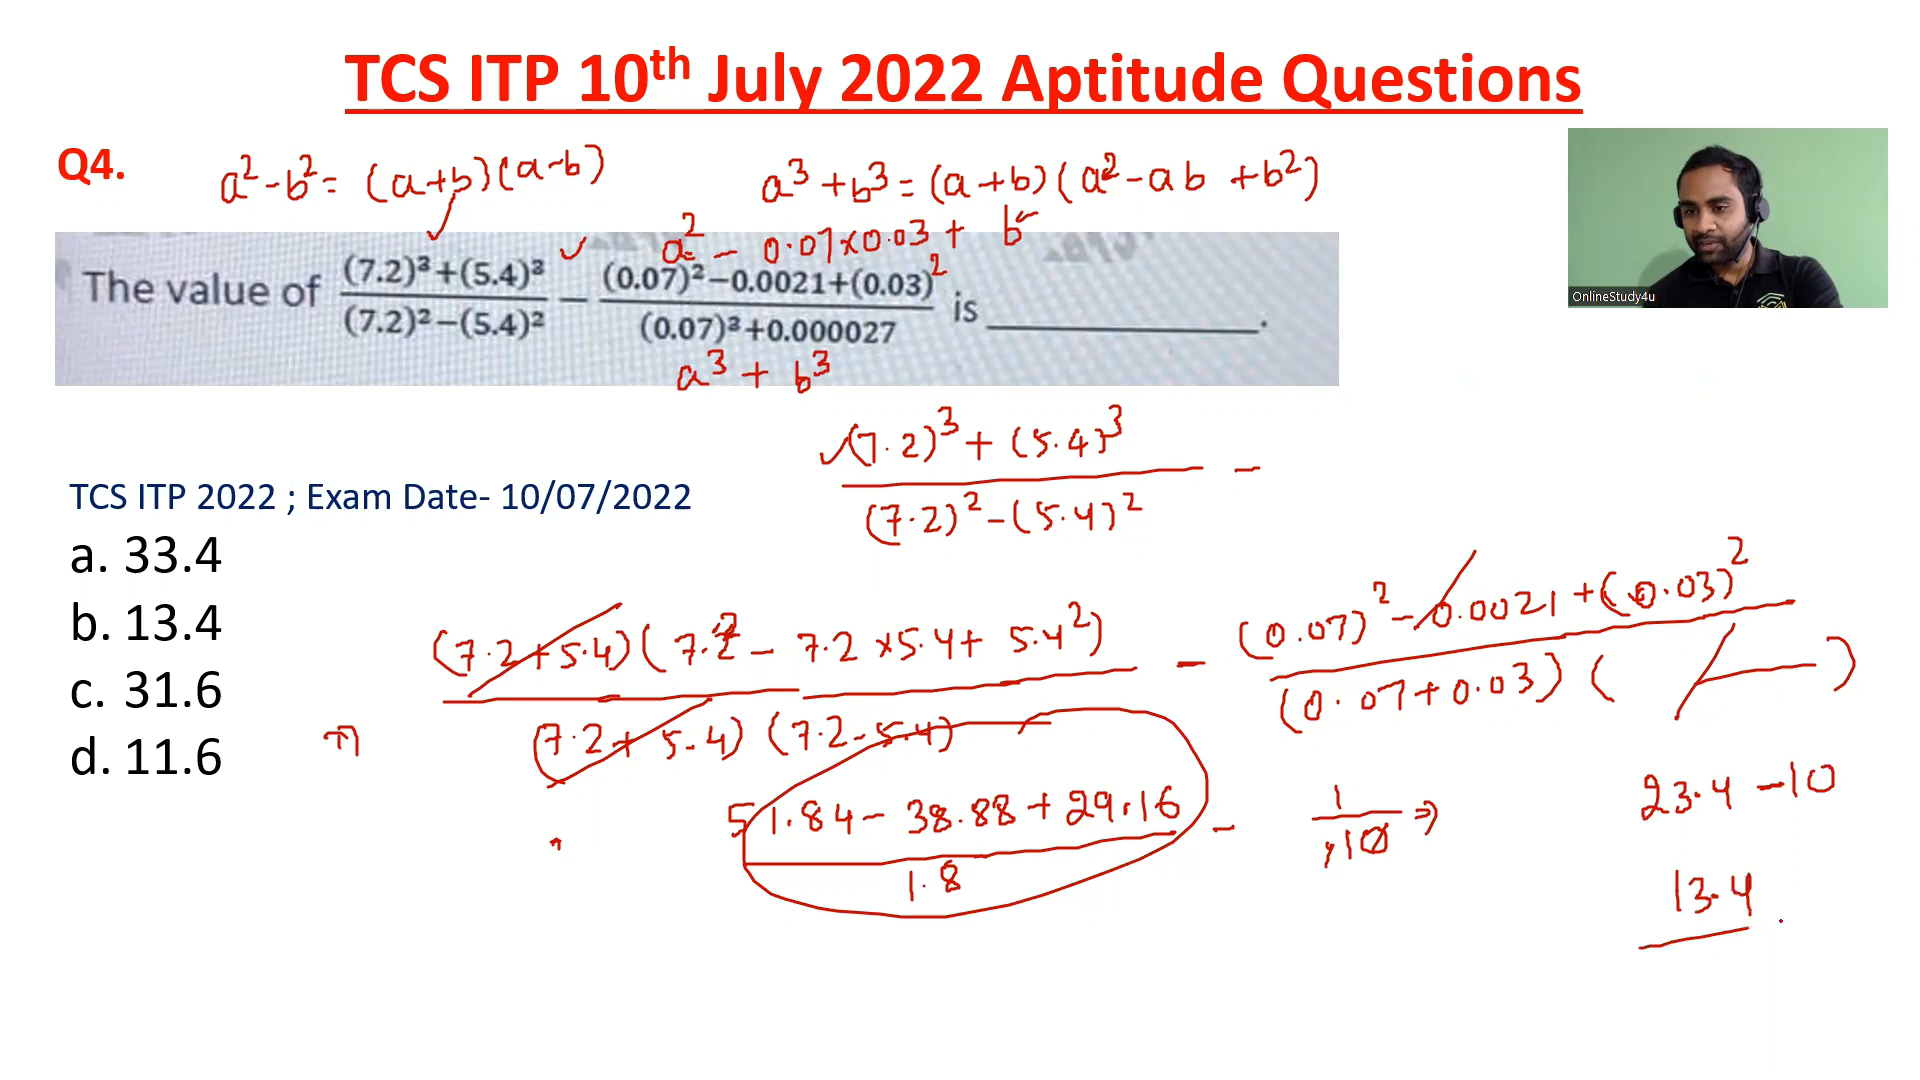 TCS ITP 10th July 2022 Aptitude Questions
Q4.
a² - b² = (a+b)(a-b)
a³ + b³ = (a+b)(a² - ab + b²)
a² - 0.07×0.03 + b²
The value of (7.2)³+(5.4)³ / (7.2)²−(5.4)² − (0.07)²−0.0021+(0.03)² / (0.07)³+0.000027 is ____________.
a³ + b³
OnlineStudy4u
(7.2)³ + (5.4)³ -
(7.2)² - (5.4)²
TCS ITP 2022 ; Exam Date- 10/07/2022
a. 33.4
b. 13.4
c. 31.6
d. 11.6
(7.2+5.4)(7.2² - 7.2×5.4+ 5.4²) - (0.07)² - 0.0021 + (0.03)²
(7.2+5.4) (7.2-5.4) (0.07+0.03) ( )
51.84 - 38.88 + 29.16 - 1 ⇒ 23.4 - 10
1.8 .10
13.4